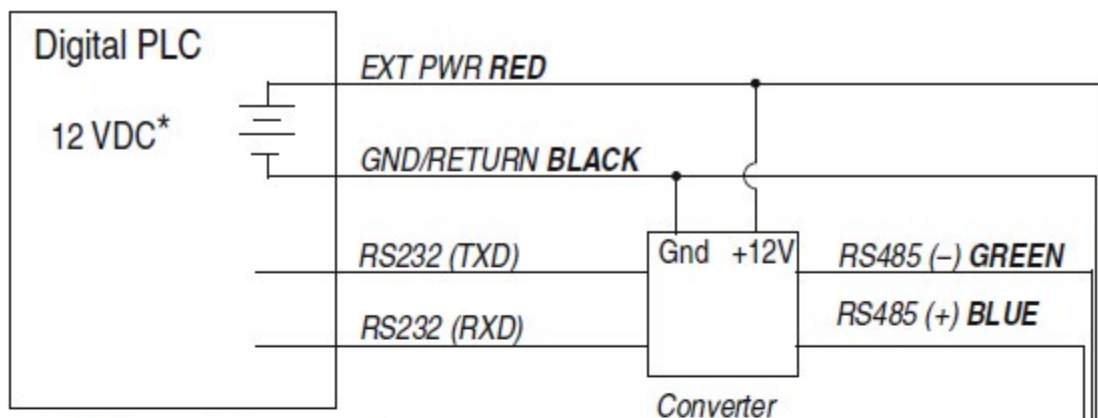 Digital PLC
12 VDC*
EXT PWR RED
GND/RETURN BLACK
RS232 (TXD)
RS232 (RXD)
Gnd +12V
RS485 (–) GREEN
RS485 (+) BLUE
Converter